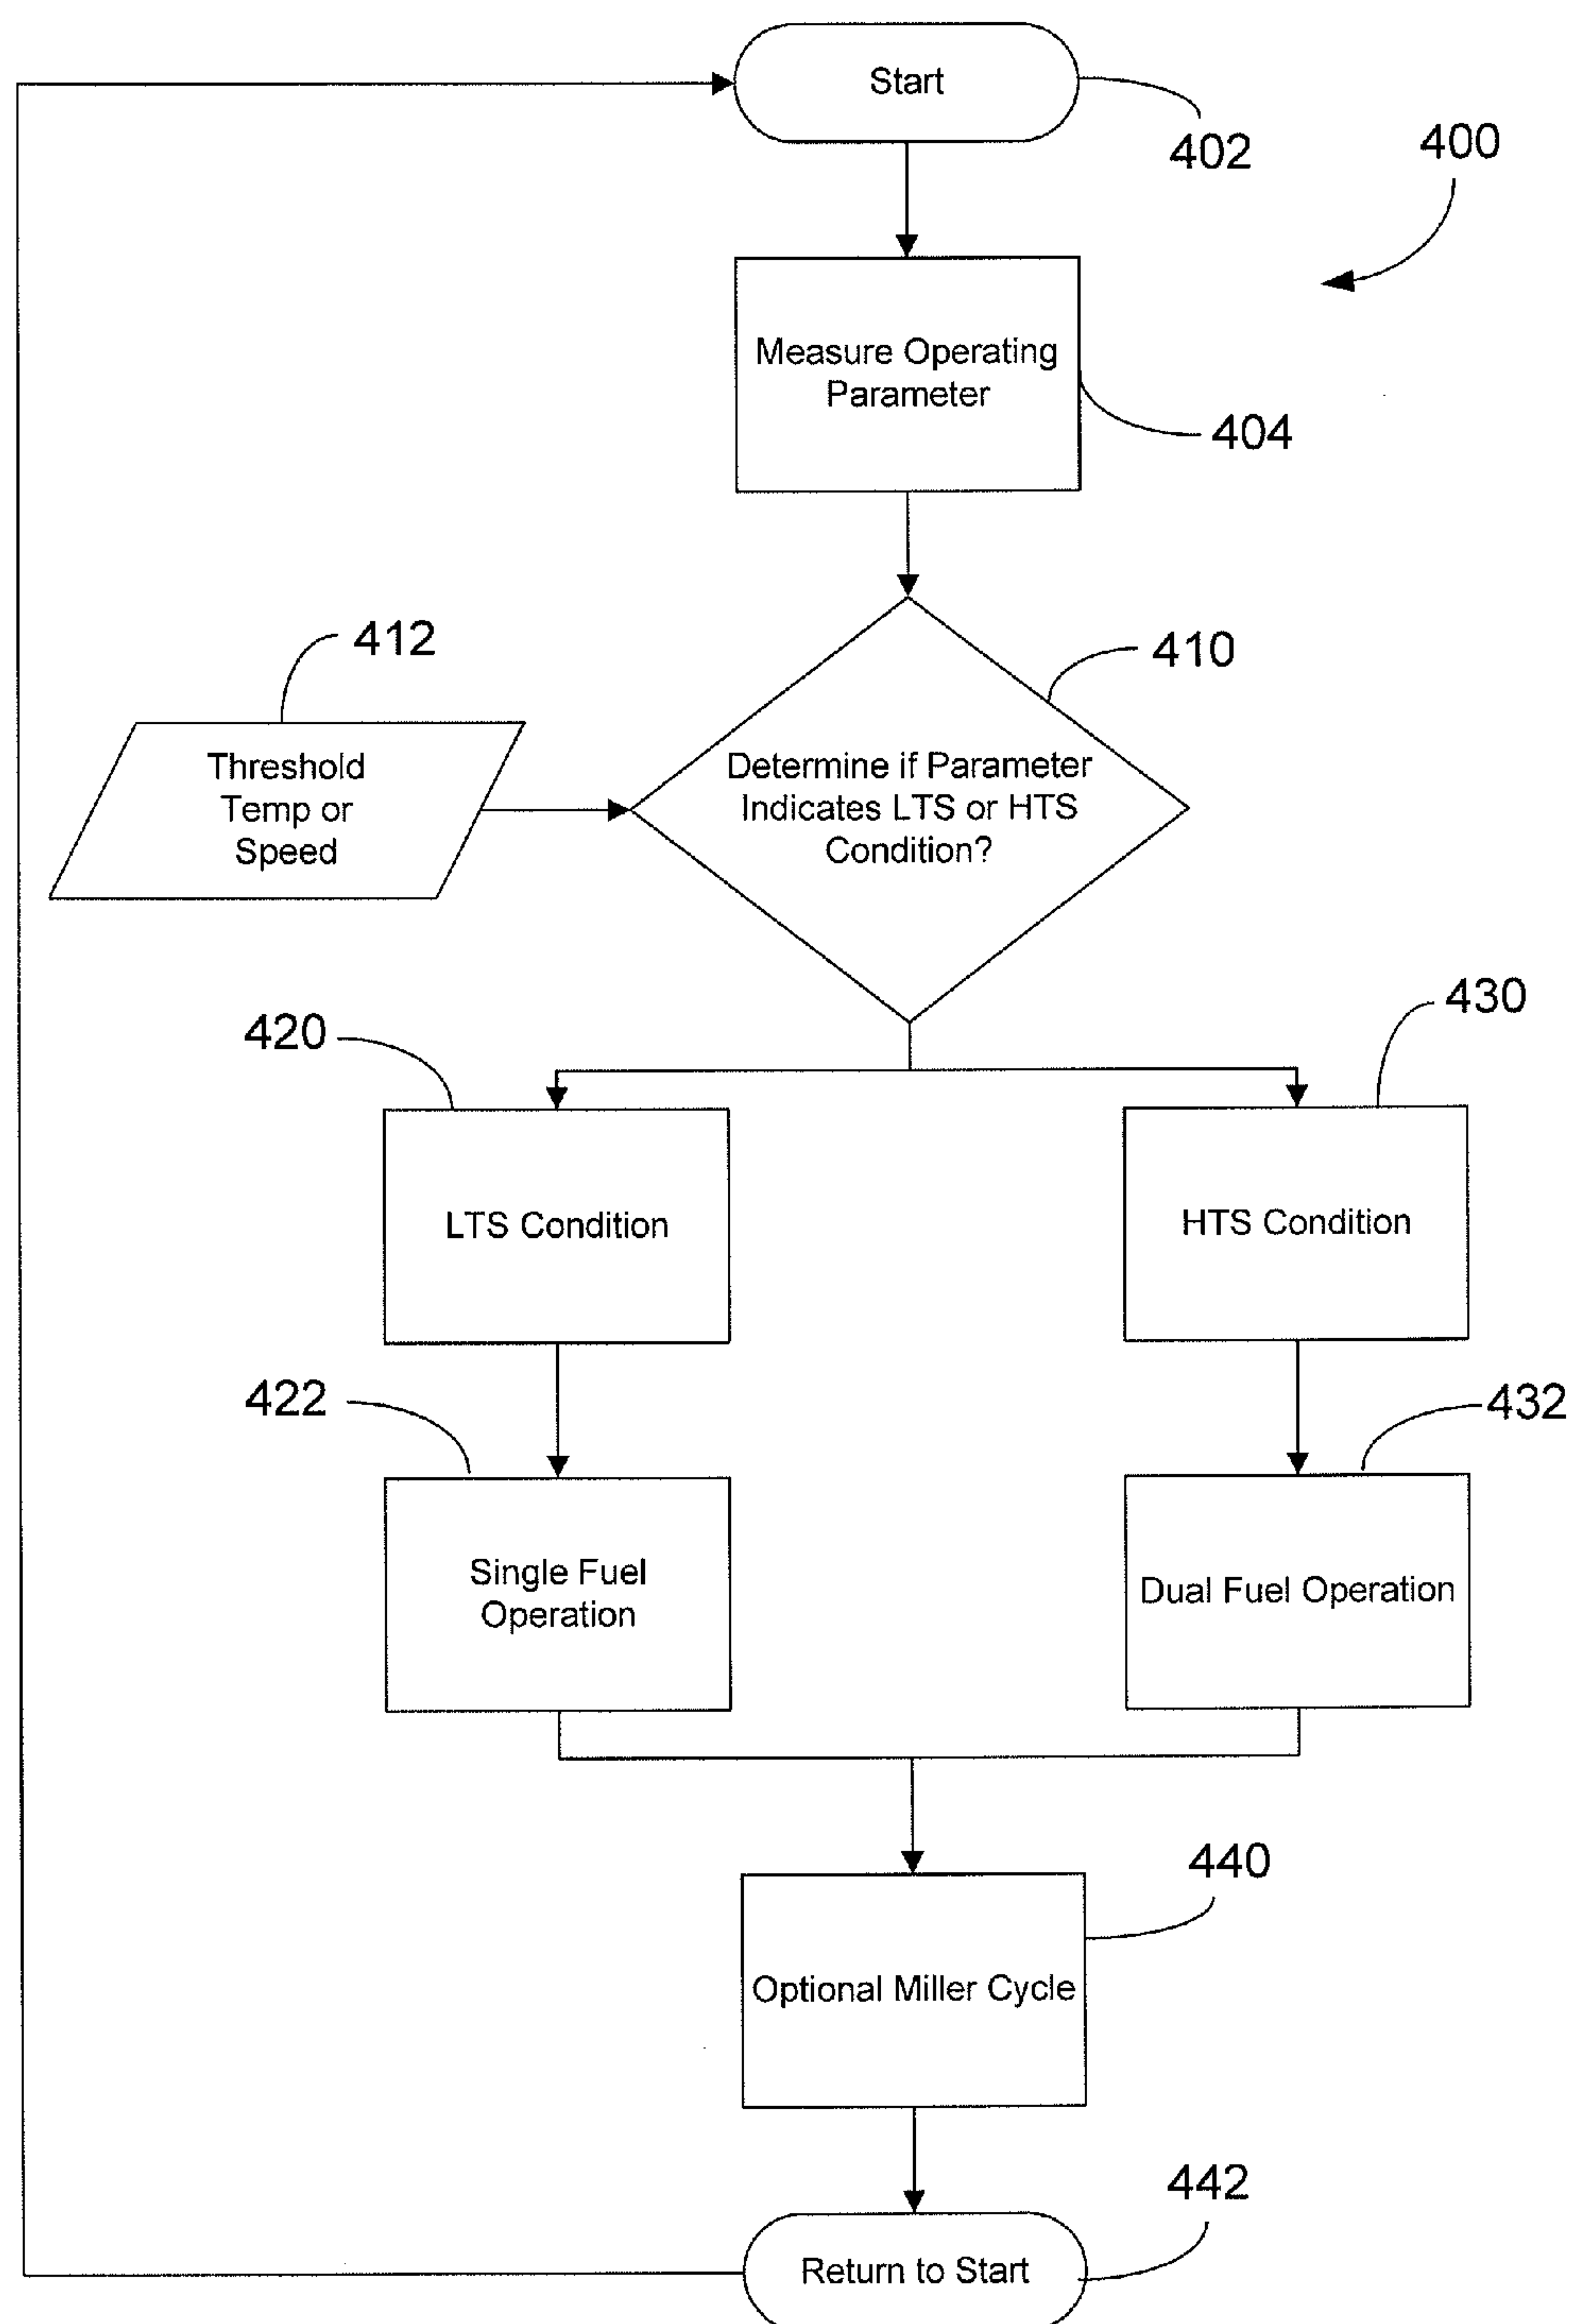 Start
402
400
Measure Operating
Parameter
404
412
410
Threshold
Temp or
Speed
Determine if Parameter
Indicates LTS or HTS
Condition?
420
430
LTS Condition
HTS Condition
422
432
Single Fuel
Operation
Dual Fuel Operation
440
Optional Miller Cycle
442
Return to Start